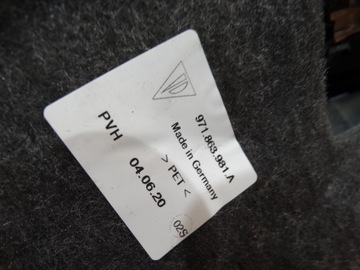 971.863.981.A
Made in Germany
> PET <
PVH 04.06.20
02S